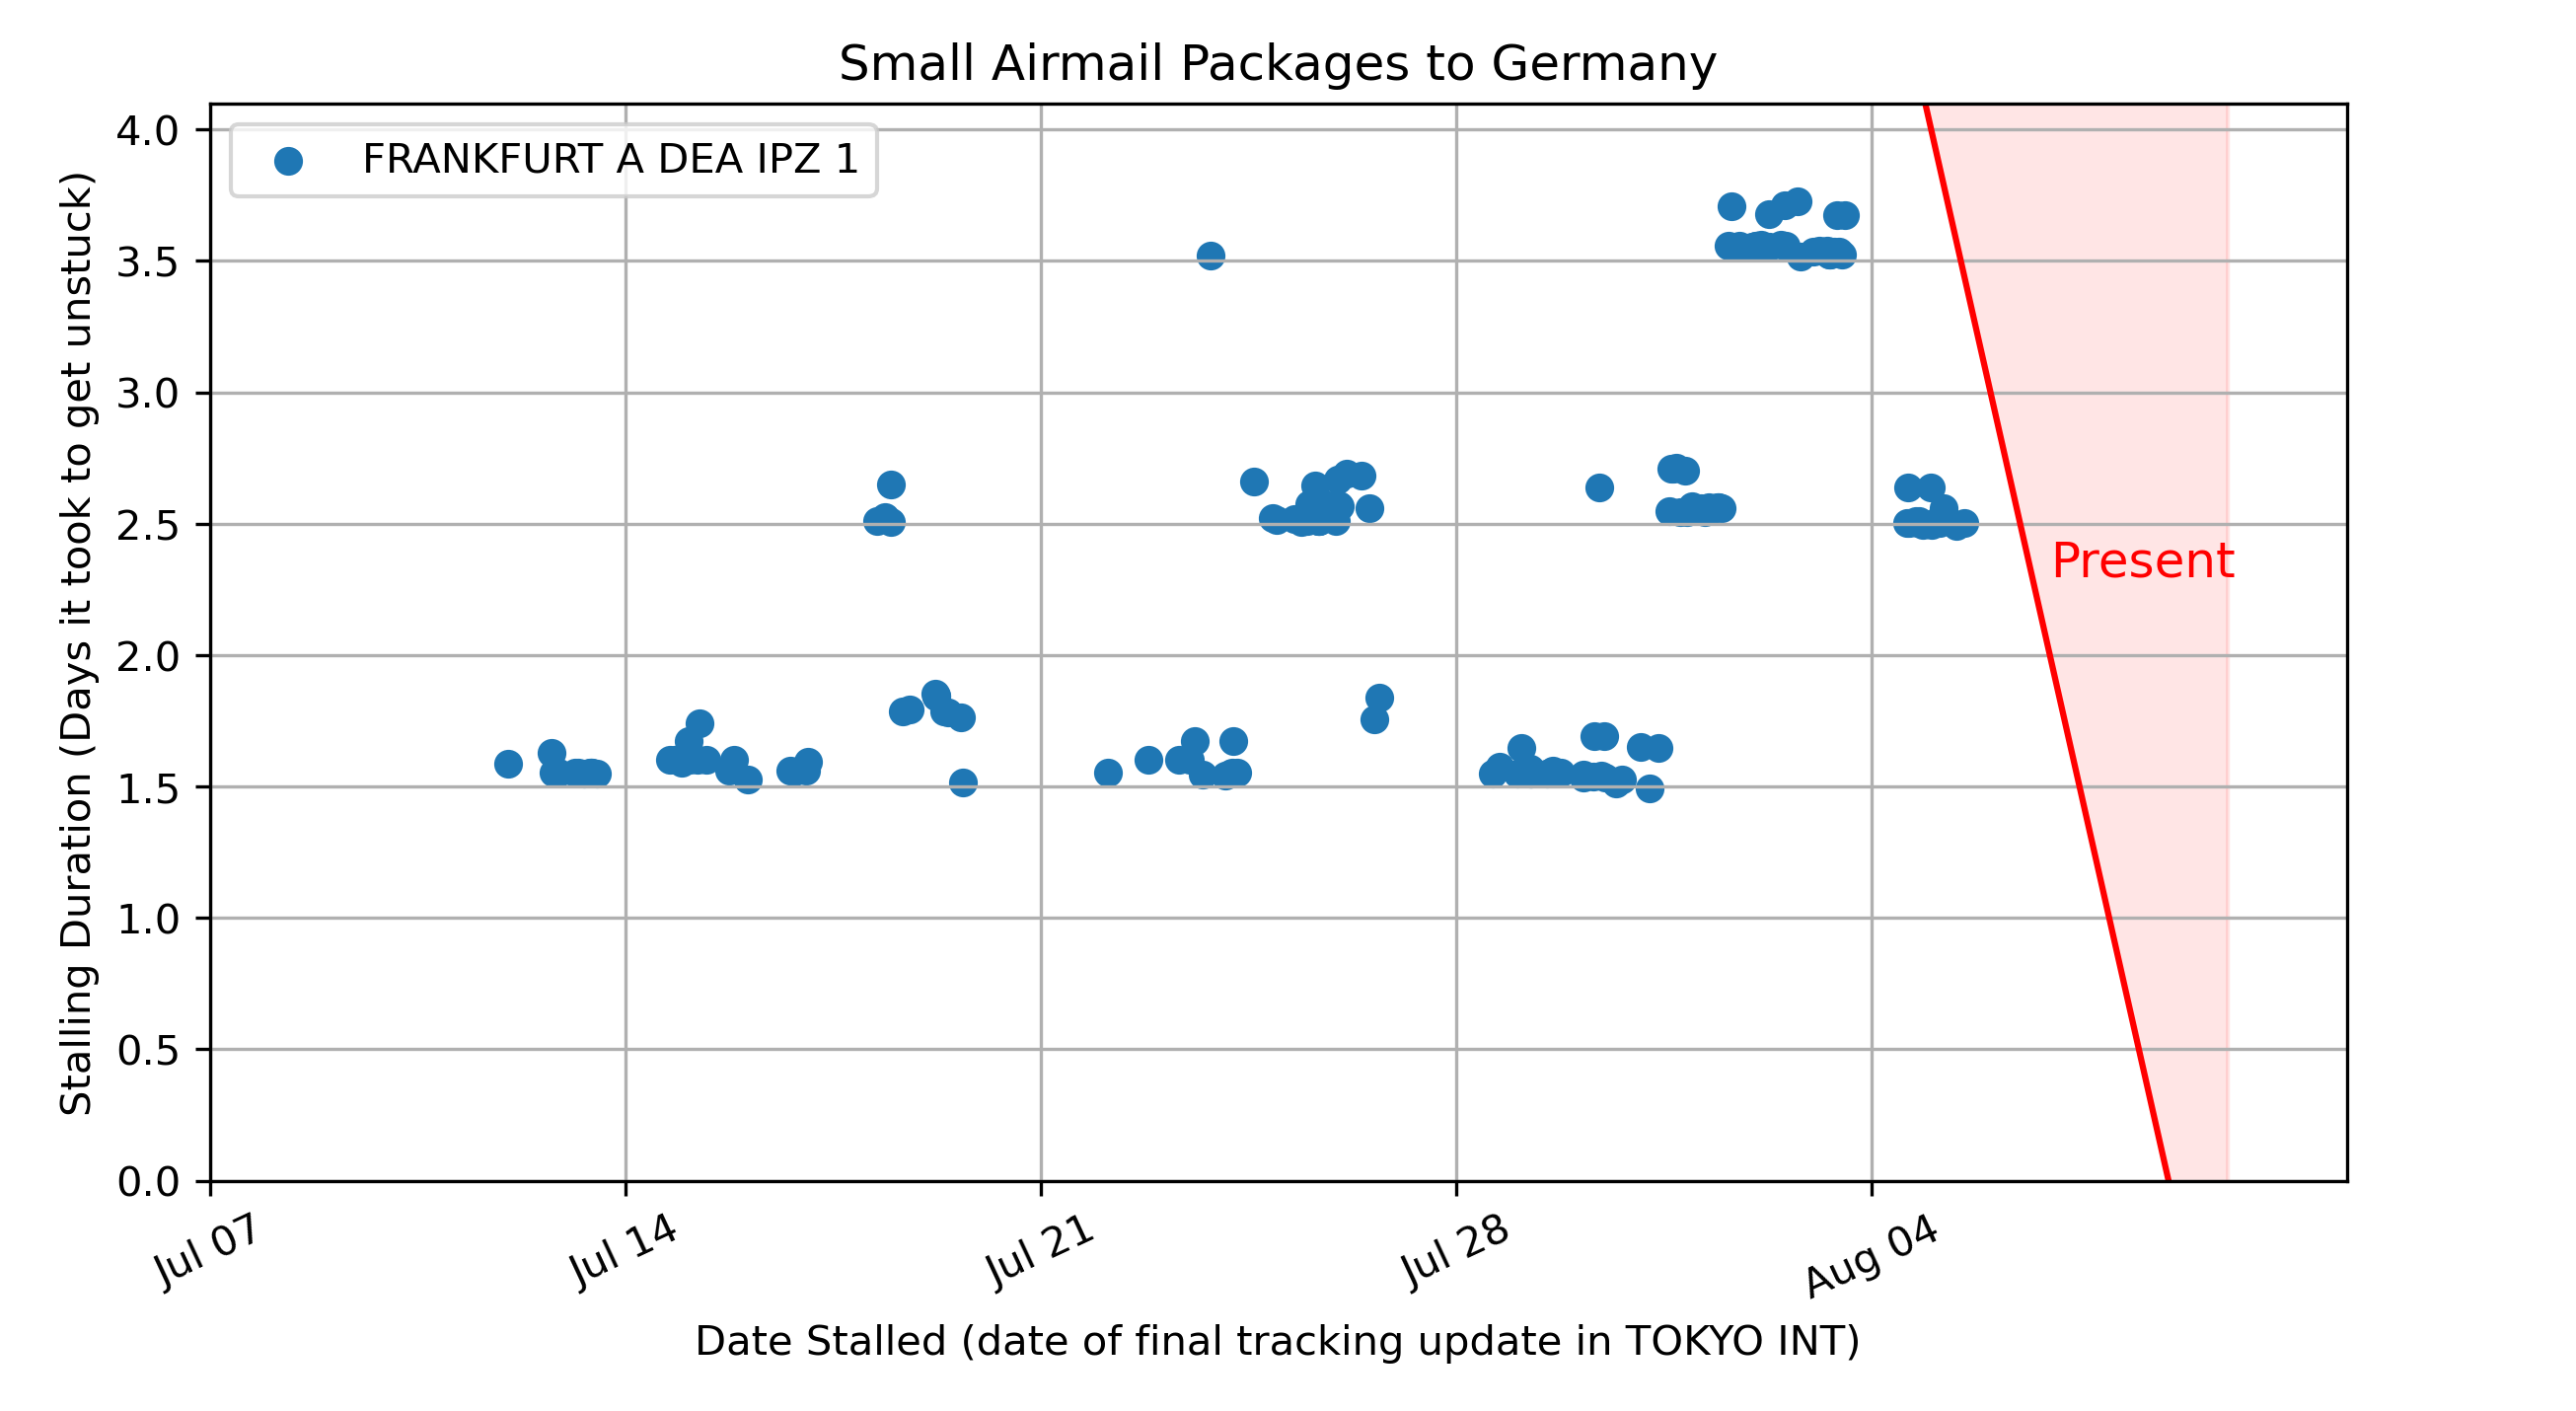 Small Airmail Packages to Germany
FRANKFURT A DEA IPZ 1
Stalling Duration (Days it took to get unstuck)
4.0
3.5
3.0
2.5
2.0
1.5
1.0
0.5
0.0
Present
Jul 07
Jul 14
Jul 21
Jul 28
Aug 04
Date Stalled (date of final tracking update in TOKYO INT)